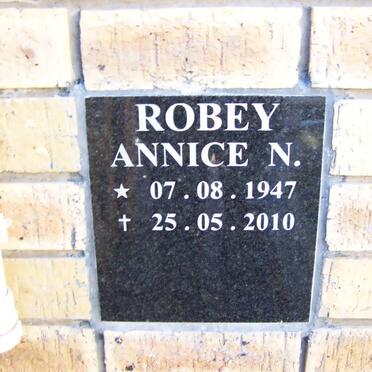 ROBEY
ANNICE N.
★ 07.08.1947
✝ 25.05.2010